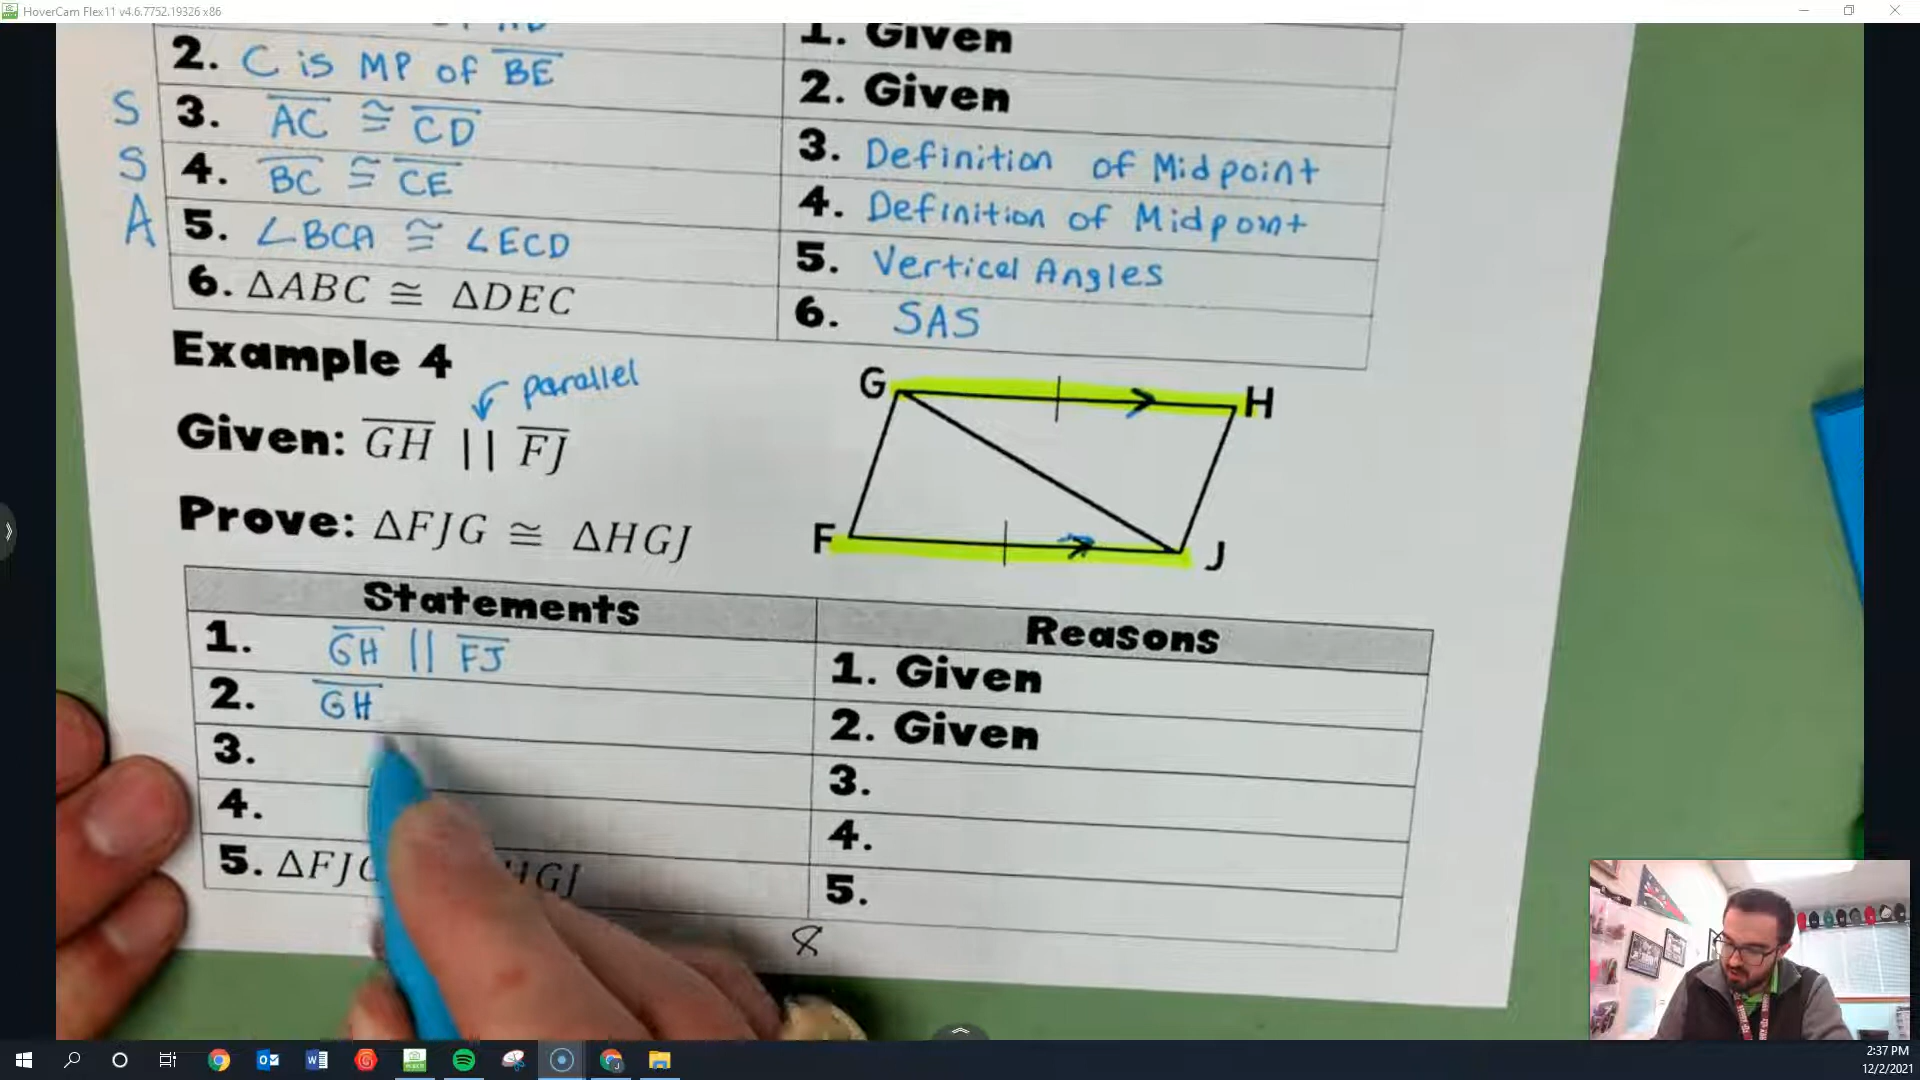 HoverCam Flex11 v4.6.7752.19326 x86
1. Given
2. C is MP of BE
2. Given
S 3. AC ≅ CD
3. Definition of Midpoint
S 4. BC ≅ CE
4. Definition of Midpoint
A 5. ∠BCA ≅ ∠ECD
5. Vertical Angles
6. ΔABC ≅ ΔDEC
6. SAS
Example 4
parallel
Given: GH || FJ
Prove: ΔFJG ≅ ΔHGJ
G H
F J
Statements
Reasons
1. GH || FJ
1. Given
2. GH
2. Given
3.
3.
4.
4.
5. ΔFJG HGJ
5.
8
2:37 PM
12/2/2021